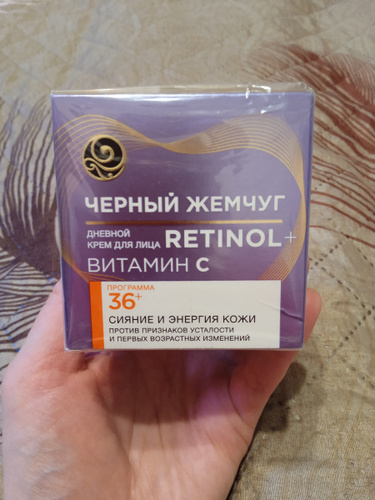 ЧЕРНЫЙ ЖЕМЧУГ
ДНЕВНОЙ
КРЕМ ДЛЯ ЛИЦА RETINOL+
ВИТАМИН С
ПРОГРАММА
36+
СИЯНИЕ И ЭНЕРГИЯ КОЖИ
ПРОТИВ ПРИЗНАКОВ УСТАЛОСТИ
И ПЕРВЫХ ВОЗРАСТНЫХ ИЗМЕНЕНИЙ